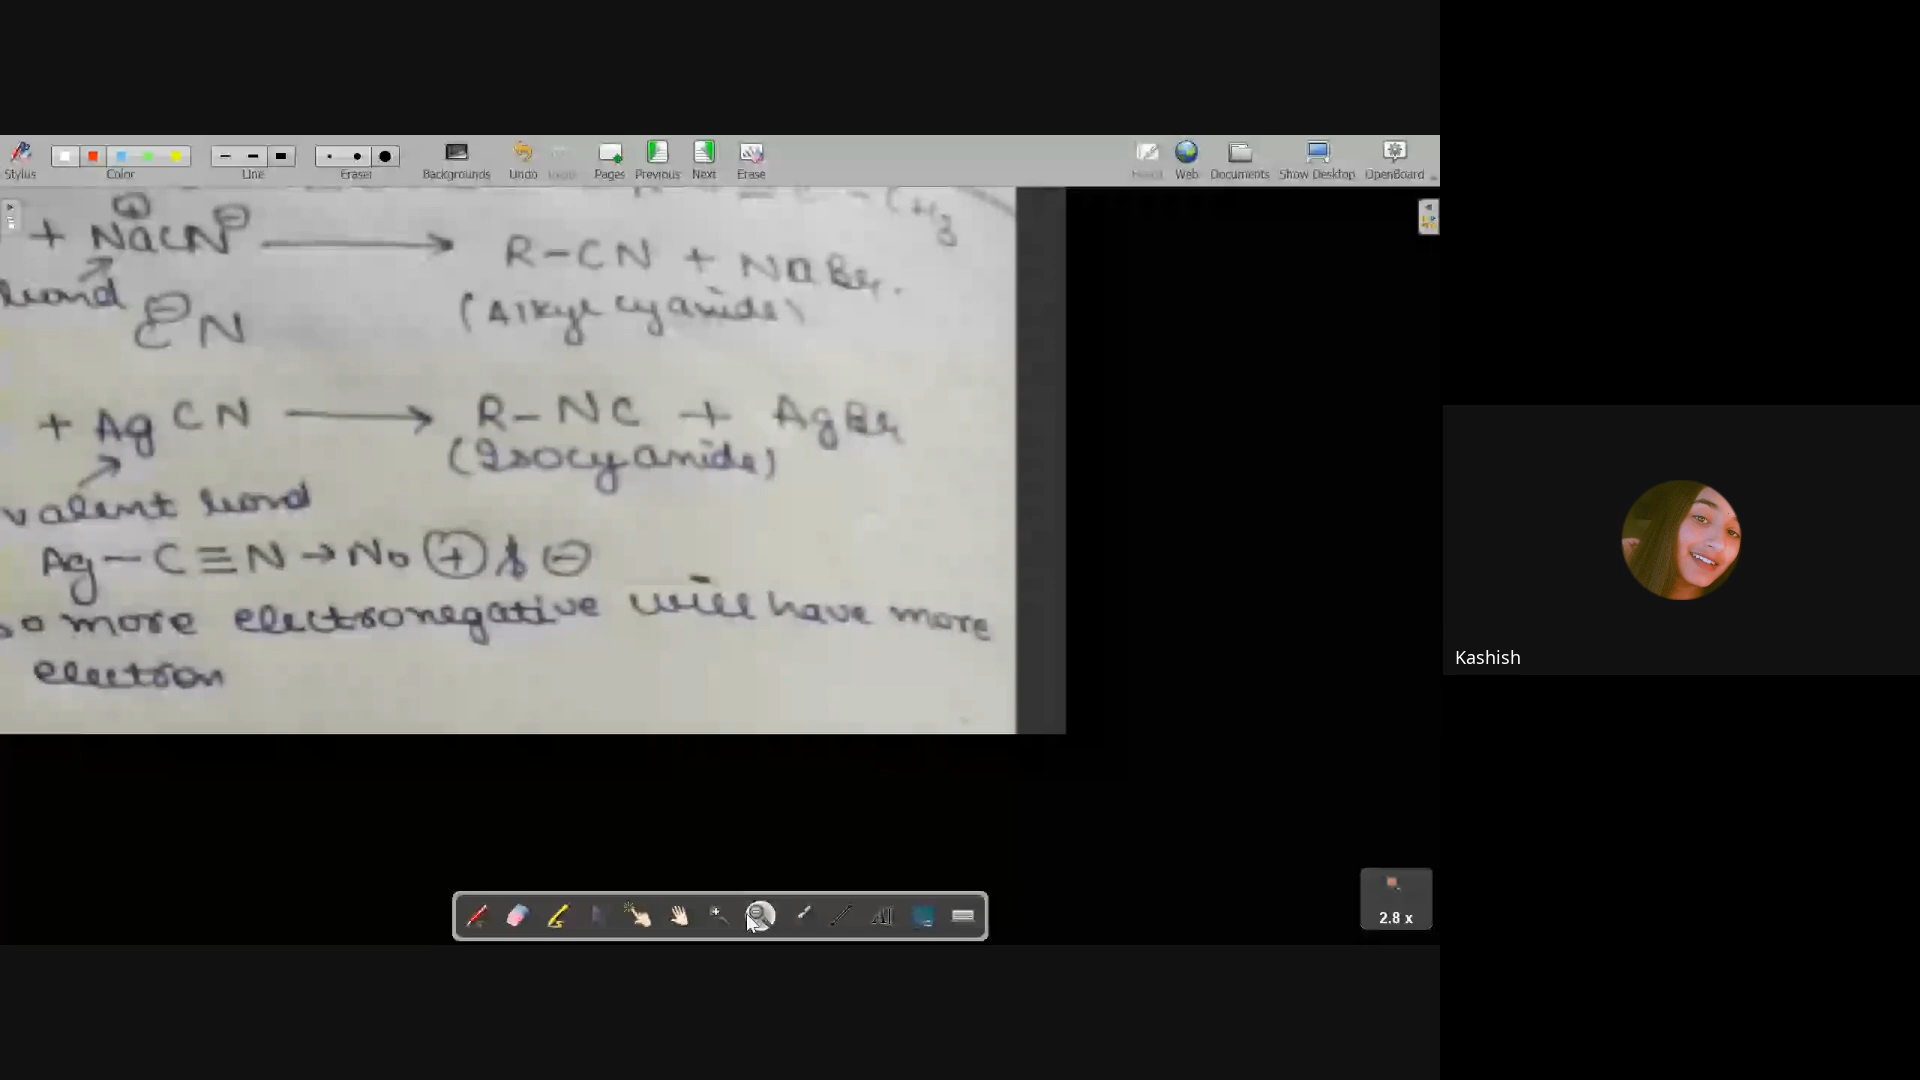 Stylus Color Line Eraser Backgrounds Undo Pages Previous Next Erase Web Documents Show Desktop OpenBoard
CH3
+ NaCN → R-CN + NaBr.
bond (Alkyl cyanide)
CN
+ AgCN → R-NC + AgBr
(Isocyanide)
valent bond
Ag-C≡N → No + & -
so more electronegative will have more
electron
Kashish
2.8 x